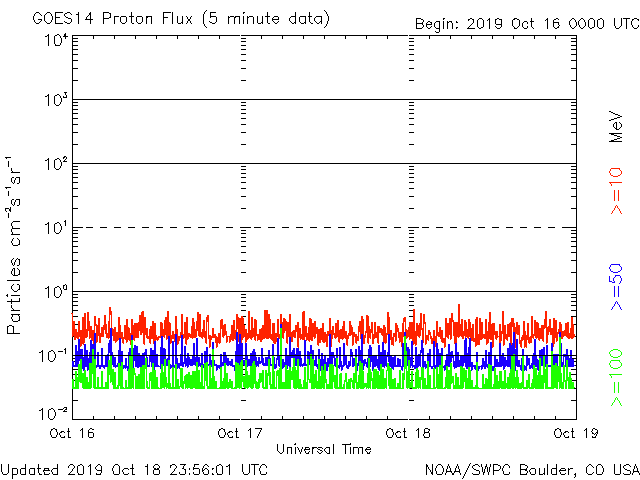 GOES14 Proton Flux (5 minute data)
Begin: 2019 Oct 16 0000 UTC
Particles cm⁻²s⁻¹sr⁻¹
10⁴
10³
10²
10¹
10⁰
10⁻¹
10⁻²
Oct 16
Oct 17
Oct 18
Oct 19
Universal Time
MeV
>=10
>=50
>=100
Updated 2019 Oct 18 23:56:01 UTC
NOAA/SWPC Boulder, CO USA